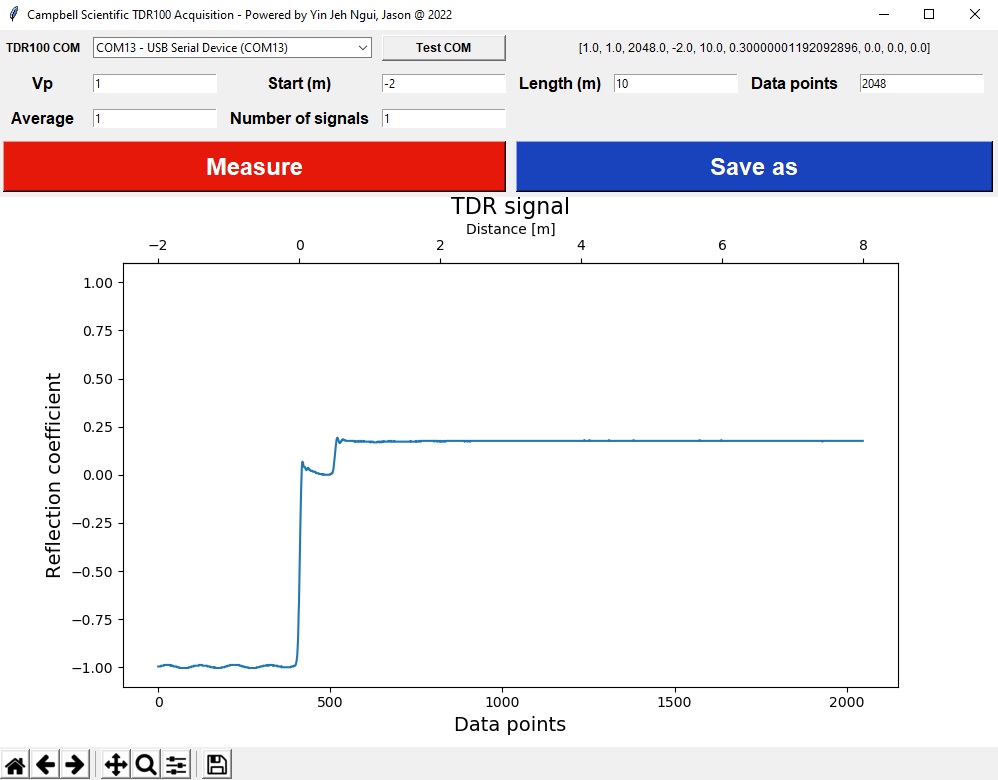 Campbell Scientific TDR100 Acquisition - Powered by Yin Jeh Ngui, Jason @ 2022
TDR100 COM COM13 - USB Serial Device (COM13) Test COM [1.0, 1.0, 2048.0, -2.0, 10.0, 0.30000001192092896, 0.0, 0.0, 0.0]
Vp 1 Start (m) -2 Length (m) 10 Data points 2048
Average 1 Number of signals 1
Measure Save as
TDR signal
Distance [m]
−2 0 2 4 6 8
1.00
0.75
0.50
0.25
0.00
−0.25
−0.50
−0.75
−1.00
Reflection coefficient
0 500 1000 1500 2000
Data points